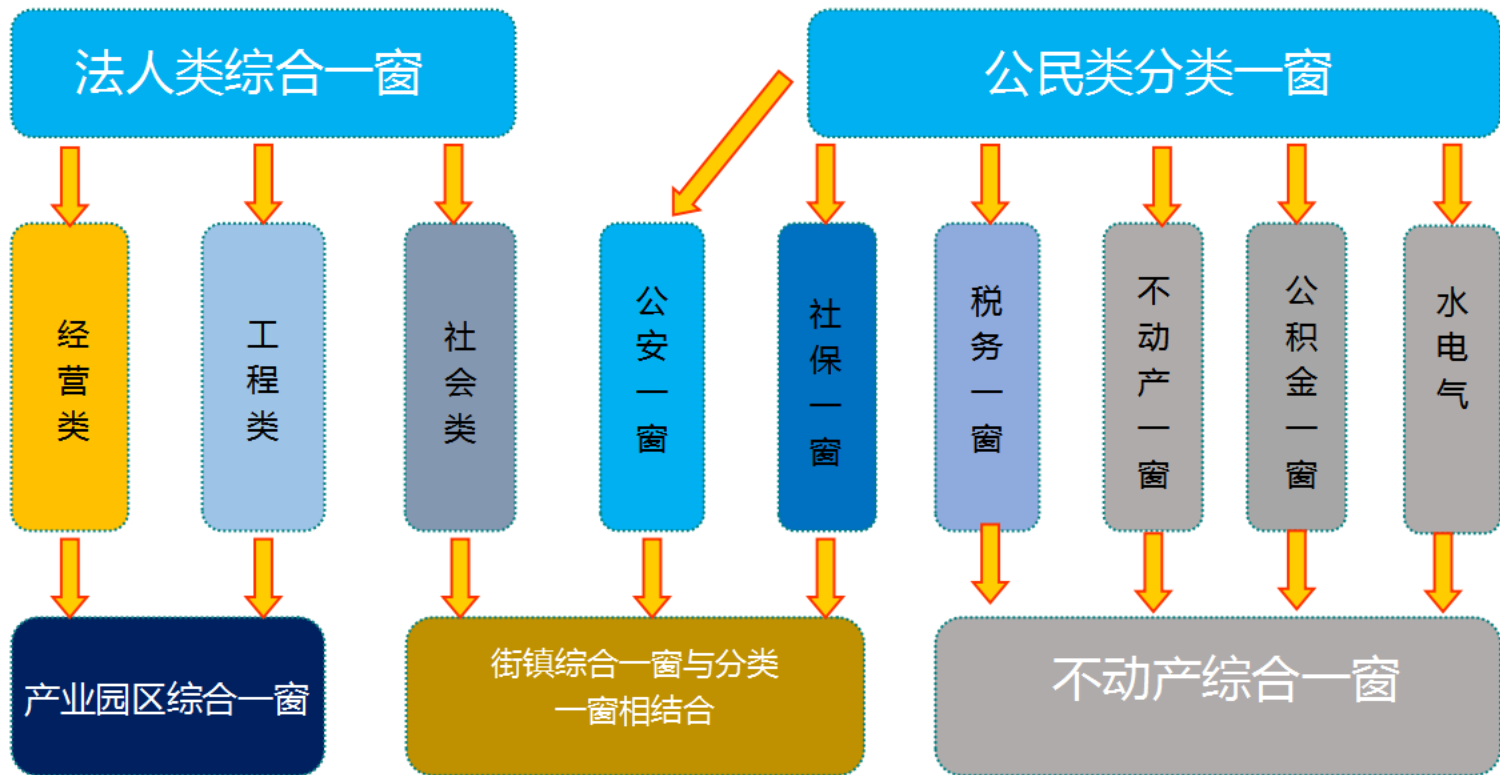 法人类综合一窗
公民类分类一窗
经营类
工程类
社会类
公安一窗
社保一窗
税务一窗
不动产一窗
公积金一窗
水电气
产业园区综合一窗
街镇综合一窗与分类
一窗相结合
不动产综合一窗